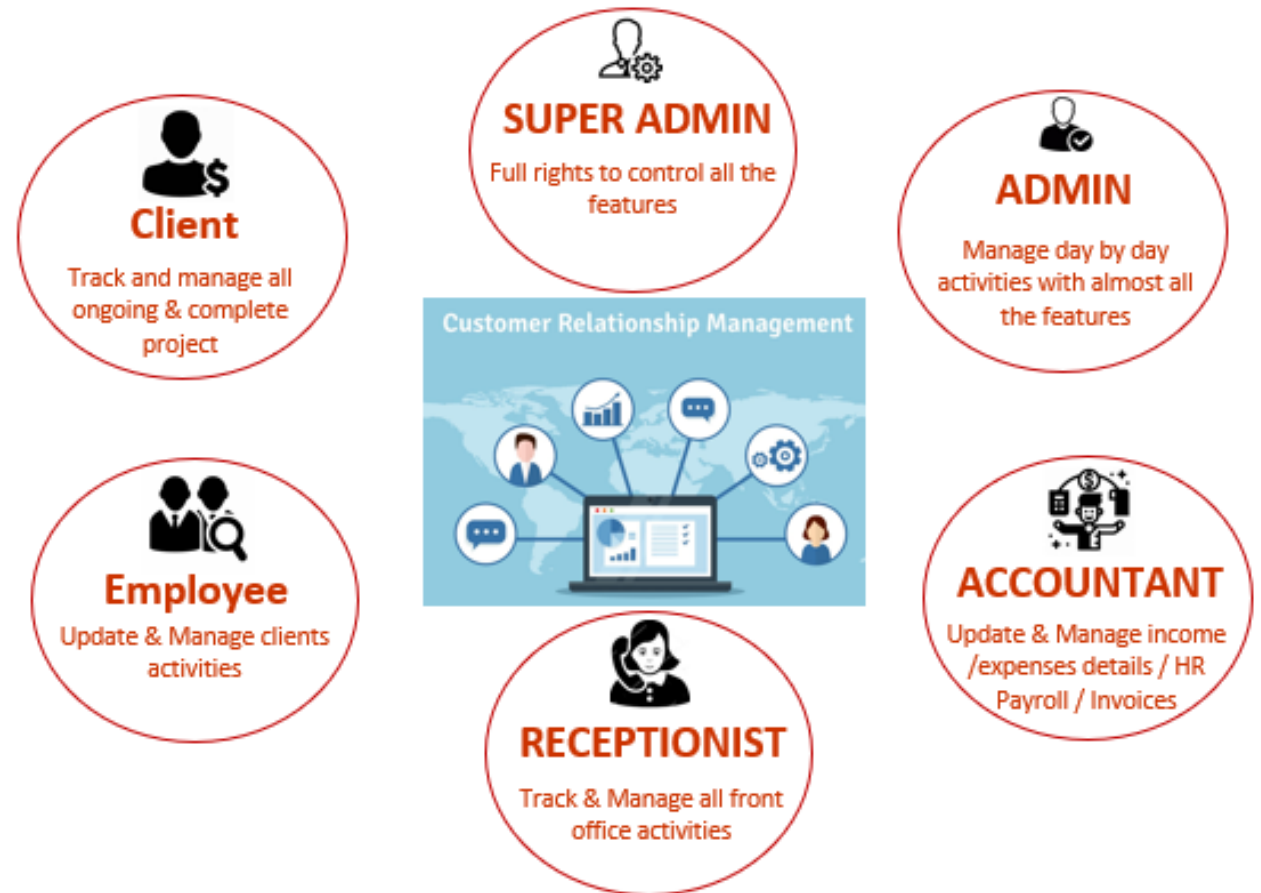 SUPER ADMIN
Full rights to control all the
features
Client
Track and manage all
ongoing & complete
project
ADMIN
Manage day by day
activities with almost all
the features
Customer Relationship Management
Employee
Update & Manage clients
activities
ACCOUNTANT
Update & Manage income
/expenses details / HR
Payroll / Invoices
RECEPTIONIST
Track & Manage all front
office activities